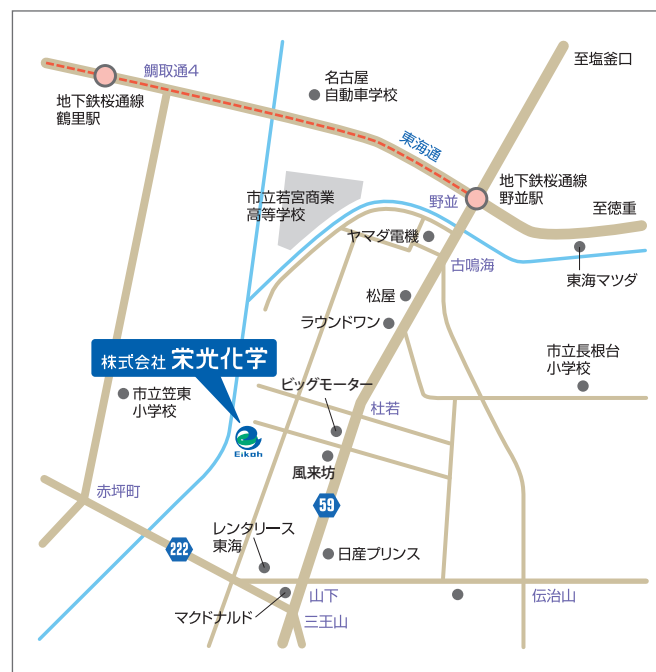 至塩釜口
鯛取通4
名古屋
自動車学校
地下鉄桜通線
鶴里駅
東海通
地下鉄桜通線
野並駅
市立若宮商業
高等学校
野並
至徳重
ヤマダ電機
古鳴海
東海マツダ
松屋
ラウンドワン
株式会社 栄光化学
市立長根台
小学校
ビッグモーター
市立笠東
小学校
杜若
Eikoh
風来坊
赤坪町
59
222
レンタリース
東海
日産プリンス
山下
伝治山
マクドナルド
三王山